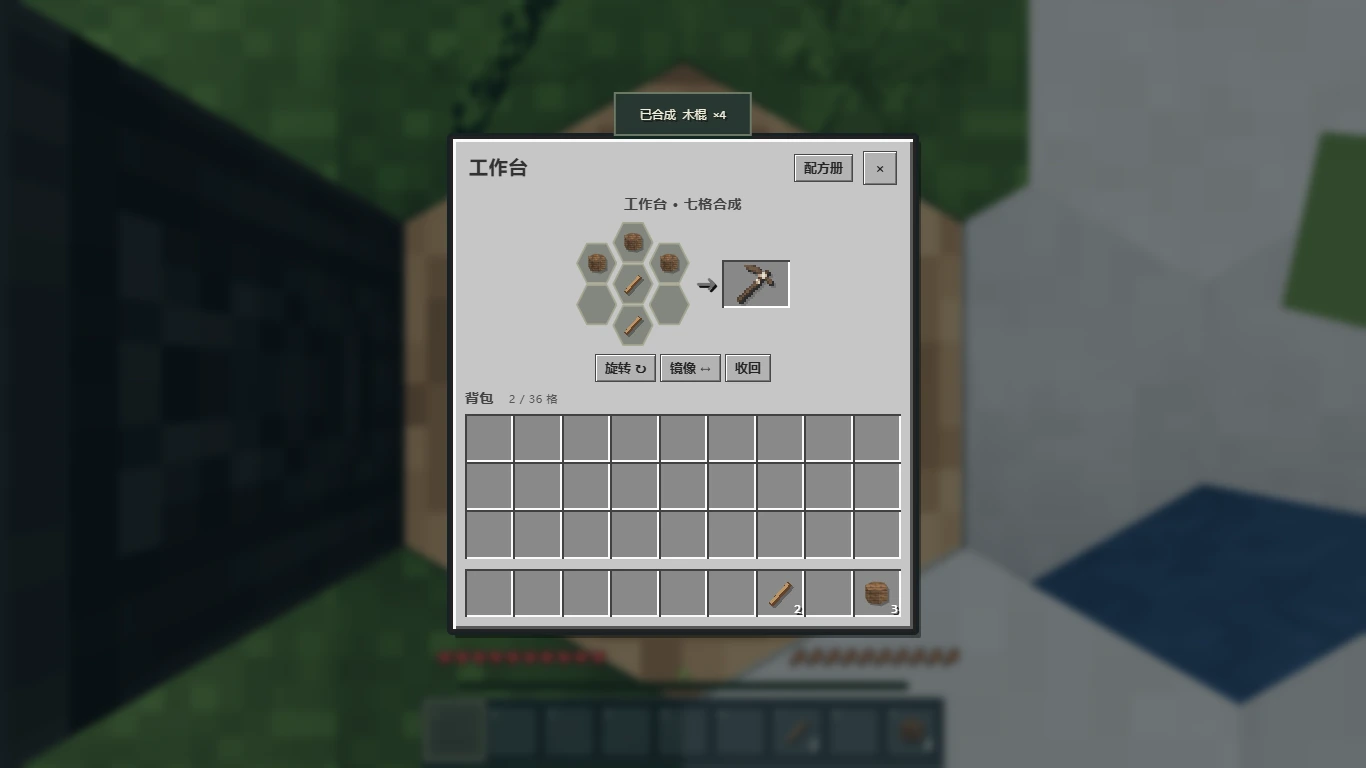 已合成 木棍 ×4
工作台
配方册
×
工作台 • 七格合成
旋转 ↻
镜像 ↔
收回
背包 2 / 36 格
2
3